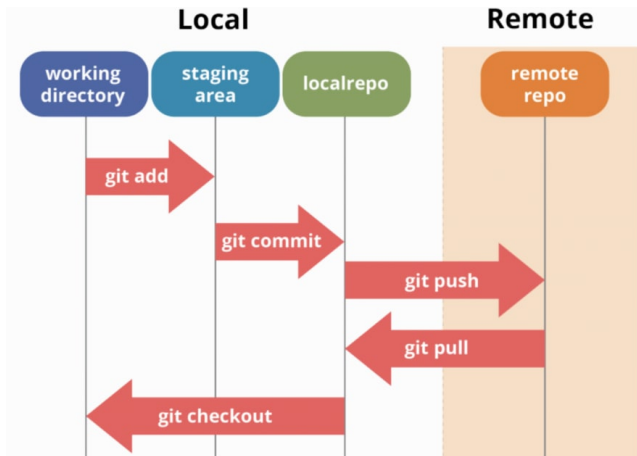 Local
Remote
working
directory
staging
area
localrepo
remote
repo
git add
git commit
git push
git pull
git checkout